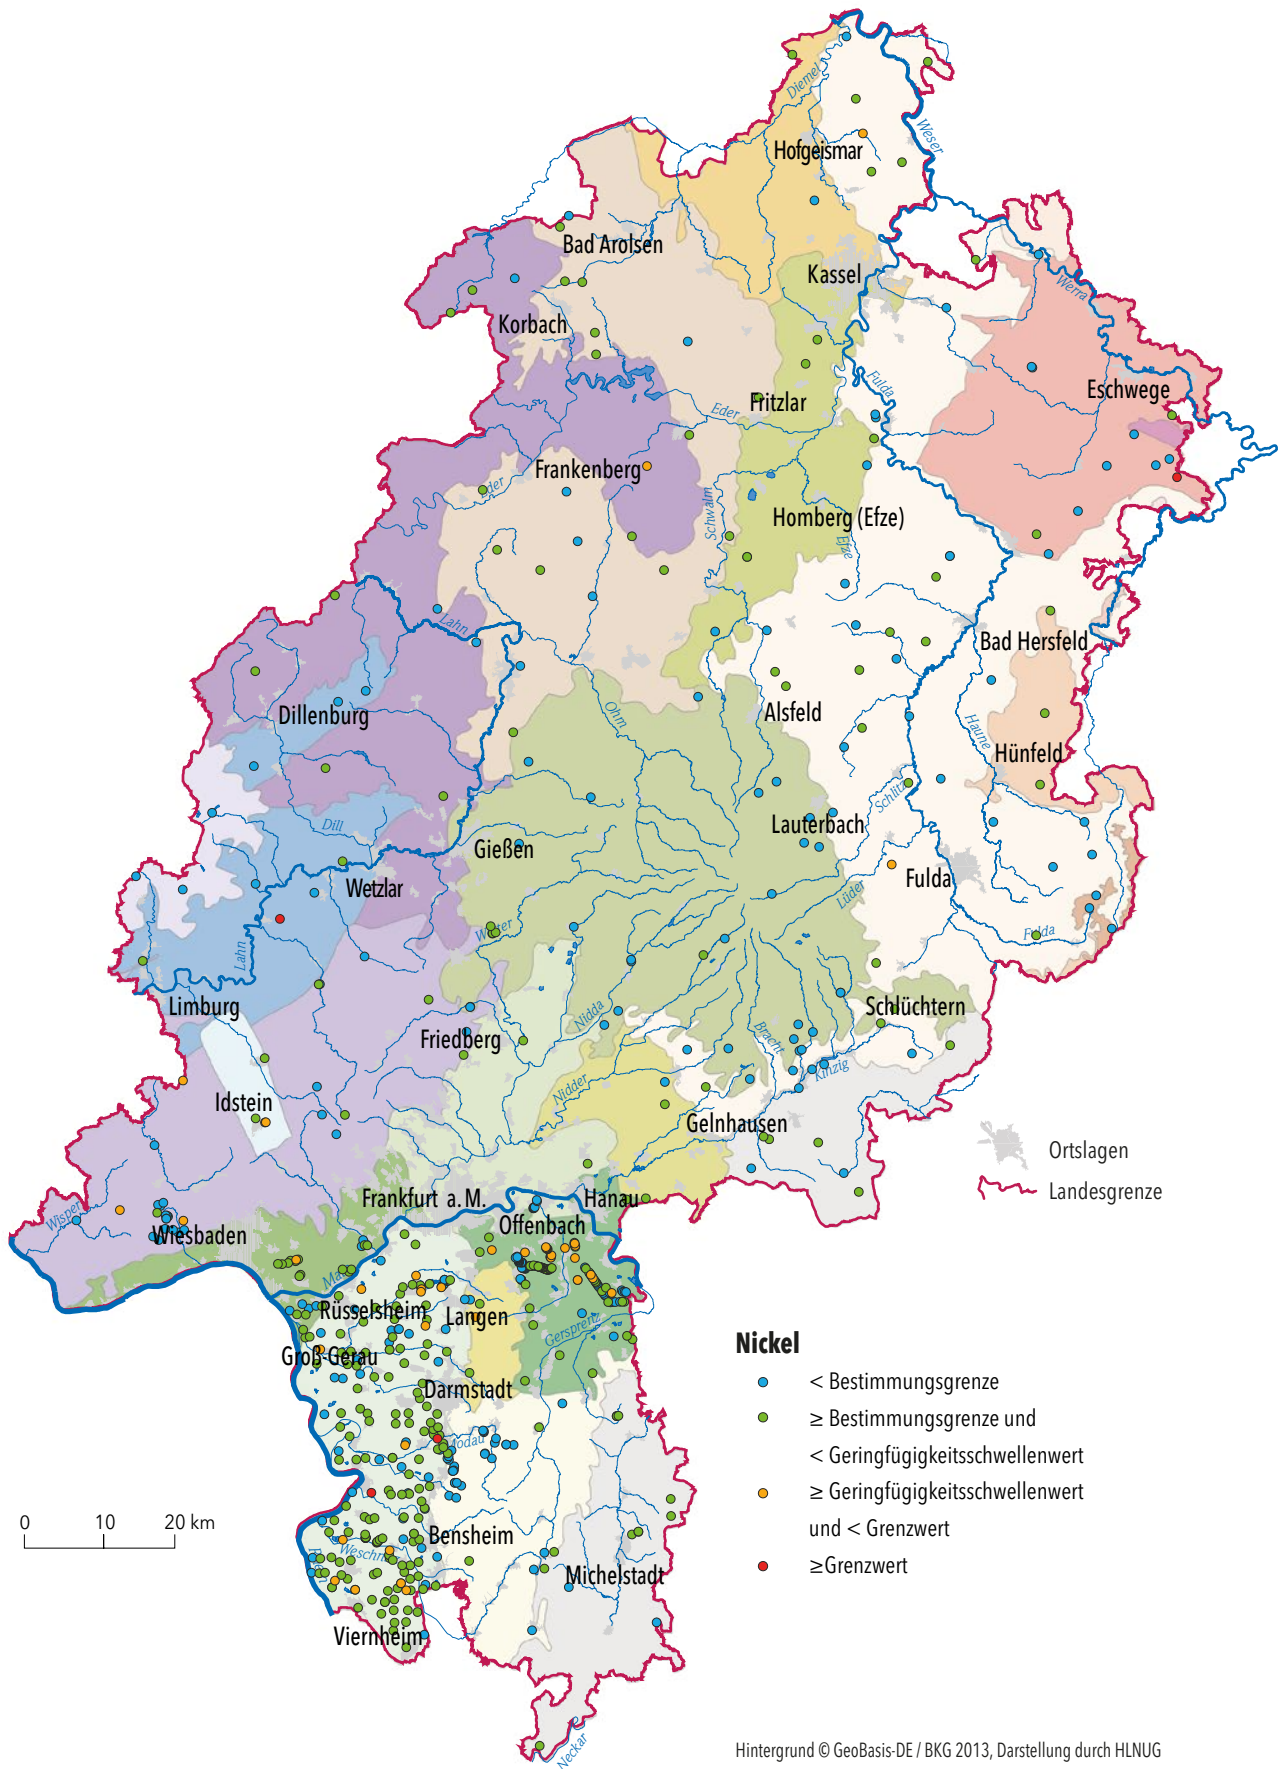 Diemel
Weser
Hofgeismar
Bad Arolsen
Kassel
Werra
Korbach
Fulda
Eschwege
Fritzlar
Eder
Frankenberg
Eder
Schwalm
Homberg (Efze)
Efze
Lahn
Bad Hersfeld
Dillenburg
Ohm
Alsfeld
Haune
Hünfeld
Schlitz
Dill
Lauterbach
Gießen
Wetzlar
Fulda
Lüder
Wetter
Fulda
Lahn
Limburg
Schlüchtern
Nidda
Friedberg
Bracht
Kinzig
Nidder
Idstein
Gelnhausen
Ortslagen
Landesgrenze
Frankfurt a.M.
Hanau
Wisper
Offenbach
Wiesbaden
Main
Rüsselsheim
Langen
Gersprenz
Groß-Gerau
Darmstadt
Modau
Bensheim
Weschnitz
Rhein
Michelstadt
Viernheim
Neckar
Nickel
< Bestimmungsgrenze
≥ Bestimmungsgrenze und
< Geringfügigkeitsschwellenwert
≥ Geringfügigkeitsschwellenwert
und < Grenzwert
≥Grenzwert
0 10 20 km
Hintergrund © GeoBasis-DE / BKG 2013, Darstellung durch HLNUG